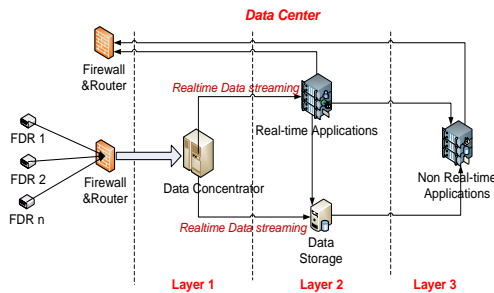 Data Center
Firewall
&Router
Realtime Data streaming
Real-time Applications
FDR 1
FDR 2
FDR n
Firewall
&Router
Data Concentrator
Non Real-time
Applications
Realtime Data streaming
Data
Storage
Layer 1
Layer 2
Layer 3